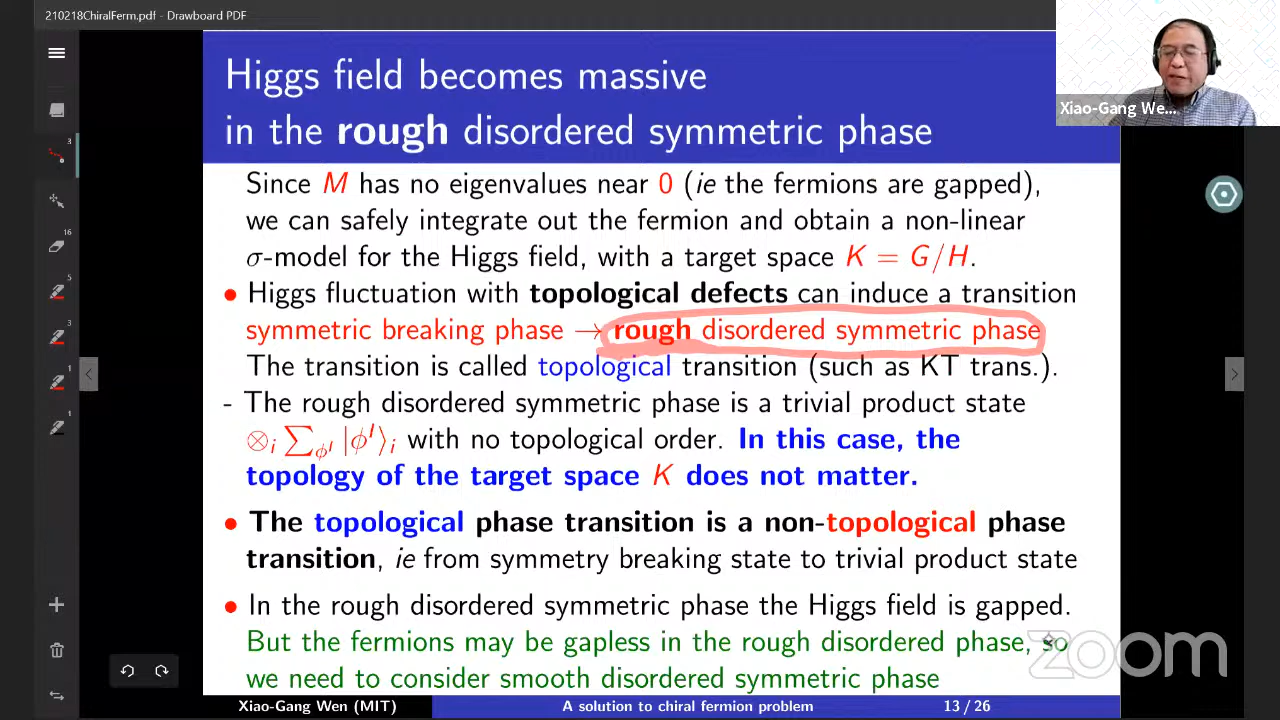 210218ChiralFerm.pdf - Drawboard PDF
Higgs field becomes massive
in the rough disordered symmetric phase
Xiao-Gang We...
Since M has no eigenvalues near 0 (ie the fermions are gapped),
we can safely integrate out the fermion and obtain a non-linear
σ-model for the Higgs field, with a target space K = G/H.
• Higgs fluctuation with topological defects can induce a transition
symmetric breaking phase → rough disordered symmetric phase
The transition is called topological transition (such as KT trans.).
- The rough disordered symmetric phase is a trivial product state
⊗i ∑ϕ^I |ϕ^I⟩i with no topological order. In this case, the
topology of the target space K does not matter.
• The topological phase transition is a non-topological phase
transition, ie from symmetry breaking state to trivial product state
• In the rough disordered symmetric phase the Higgs field is gapped.
But the fermions may be gapless in the rough disordered phase, so
we need to consider smooth disordered symmetric phase
zoom
Xiao-Gang Wen (MIT) A solution to chiral fermion problem 13 / 26
3
16
5
3
1
1